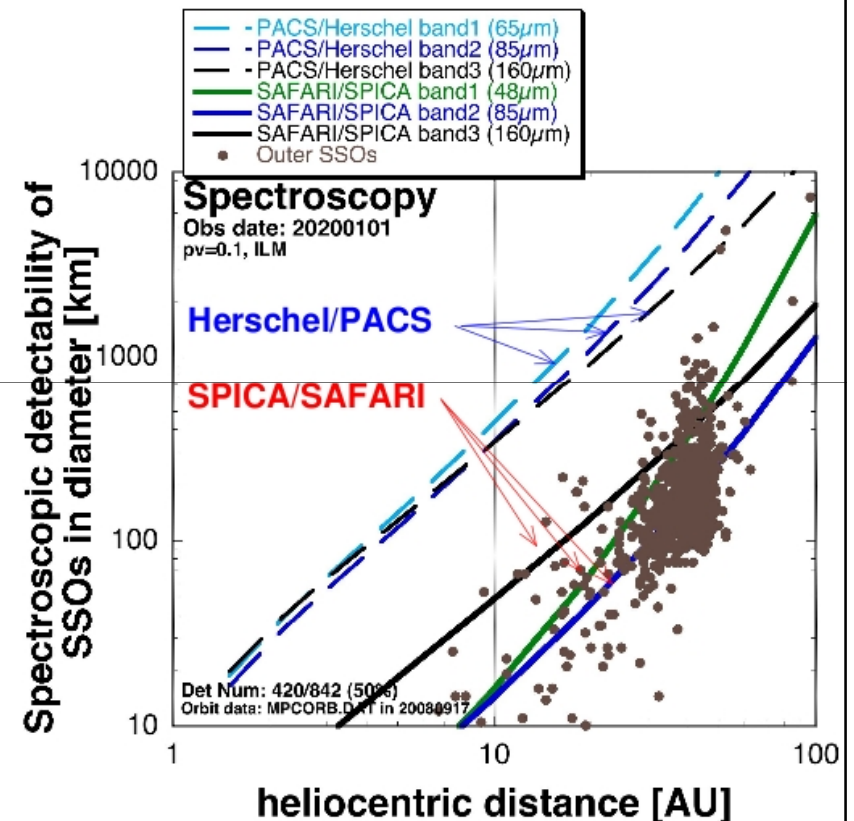 PACS/Herschel band1 (65µm)
PACS/Herschel band2 (85µm)
PACS/Herschel band3 (160µm)
SAFARI/SPICA band1 (48µm)
SAFARI/SPICA band2 (85µm)
SAFARI/SPICA band3 (160µm)
Outer SSOs
Spectroscopic detectability of
SSOs in diameter [km]
10000
1000
100
10
Spectroscopy
Obs date: 20200101
pv=0.1, ILM
Herschel/PACS
SPICA/SAFARI
Det Num: 420/842 (50%)
Orbit data: MPCORB.DAT in 20080917
1
10
100
heliocentric distance [AU]